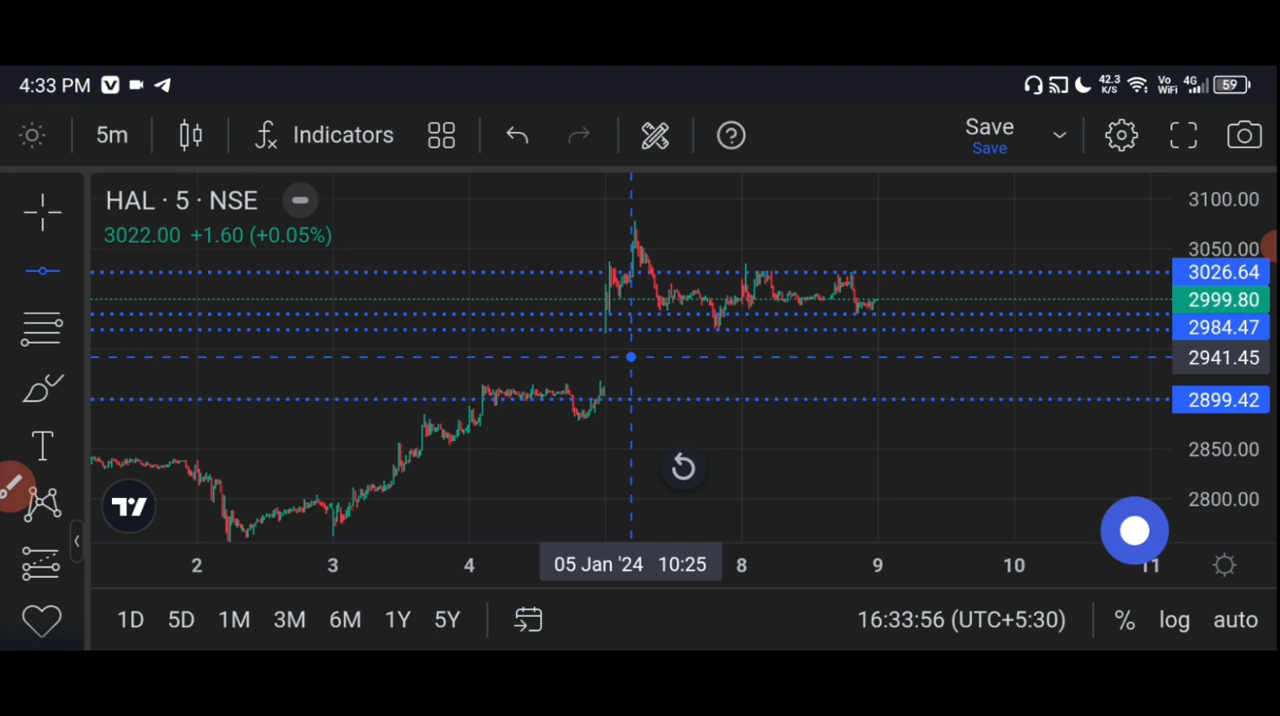 4:33 PM V 42.3 K/S Vo WiFi 4G 59
5m Indicators Save
Save
HAL · 5 · NSE
3022.00 +1.60 (+0.05%)
3100.00
3050.00
3026.64
2999.80
2984.47
2941.45
2899.42
2850.00
2800.00
T
2 3 4 05 Jan '24 10:25 8 9 10 11
1D 5D 1M 3M 6M 1Y 5Y 16:33:56 (UTC+5:30) % log auto